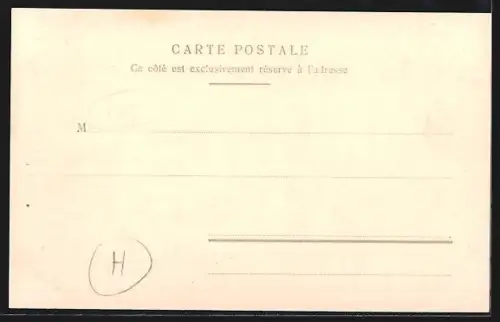 CARTE POSTALE
Ce côté est exclusivement réservé à l'adresse
M
H